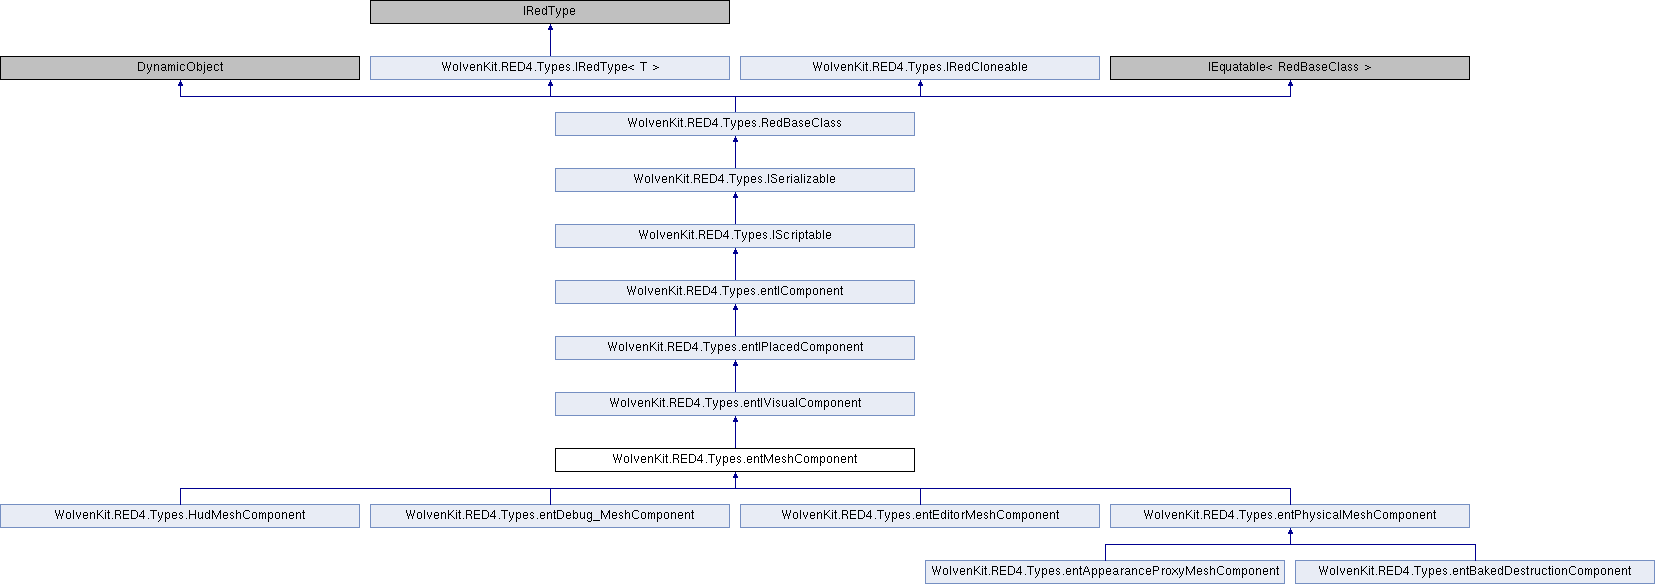 IRedType
DynamicObject
WolvenKit.RED4.Types.IRedType< T >
WolvenKit.RED4.Types.IRedCloneable
IEquatable< RedBaseClass >
WolvenKit.RED4.Types.RedBaseClass
WolvenKit.RED4.Types.ISerializable
WolvenKit.RED4.Types.IScriptable
WolvenKit.RED4.Types.entIComponent
WolvenKit.RED4.Types.entIPlacedComponent
WolvenKit.RED4.Types.entIVisualComponent
WolvenKit.RED4.Types.entMeshComponent
WolvenKit.RED4.Types.HudMeshComponent
WolvenKit.RED4.Types.entDebug_MeshComponent
WolvenKit.RED4.Types.entEditorMeshComponent
WolvenKit.RED4.Types.entPhysicalMeshComponent
WolvenKit.RED4.Types.entAppearanceProxyMeshComponent
WolvenKit.RED4.Types.entBakedDestructionComponent